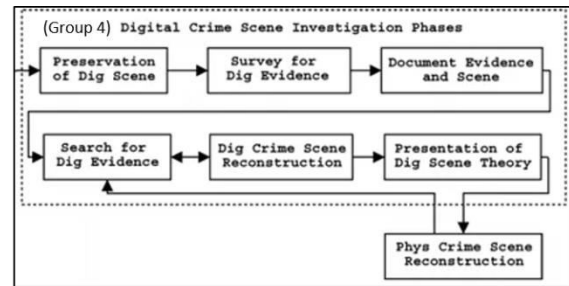 (Group 4) Digital Crime Scene Investigation Phases
Preservation
of Dig Scene
Survey for
Dig Evidence
Document Evidence
and Scene
Search for
Dig Evidence
Dig Crime Scene
Reconstruction
Presentation of
Dig Scene Theory
Phys Crime Scene
Reconstruction